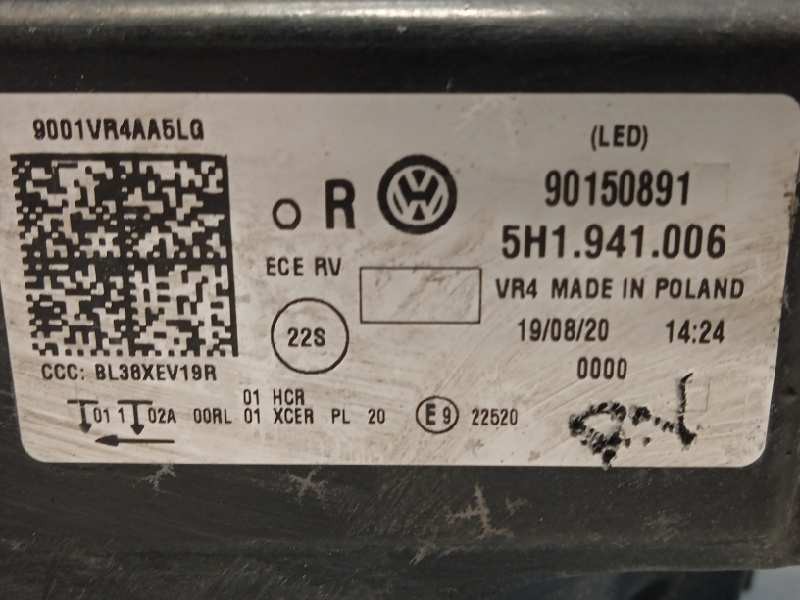 9001VR4AA5LG
(LED)
R
90150891
5H1.941.006
ECE RV
VR4 MADE IN POLAND
22S
19/08/20 14:24
CCC: BL38XEV19R
0000
01 HCR
01 1 02A 00RL 01 XCER PL 20 E9 22520